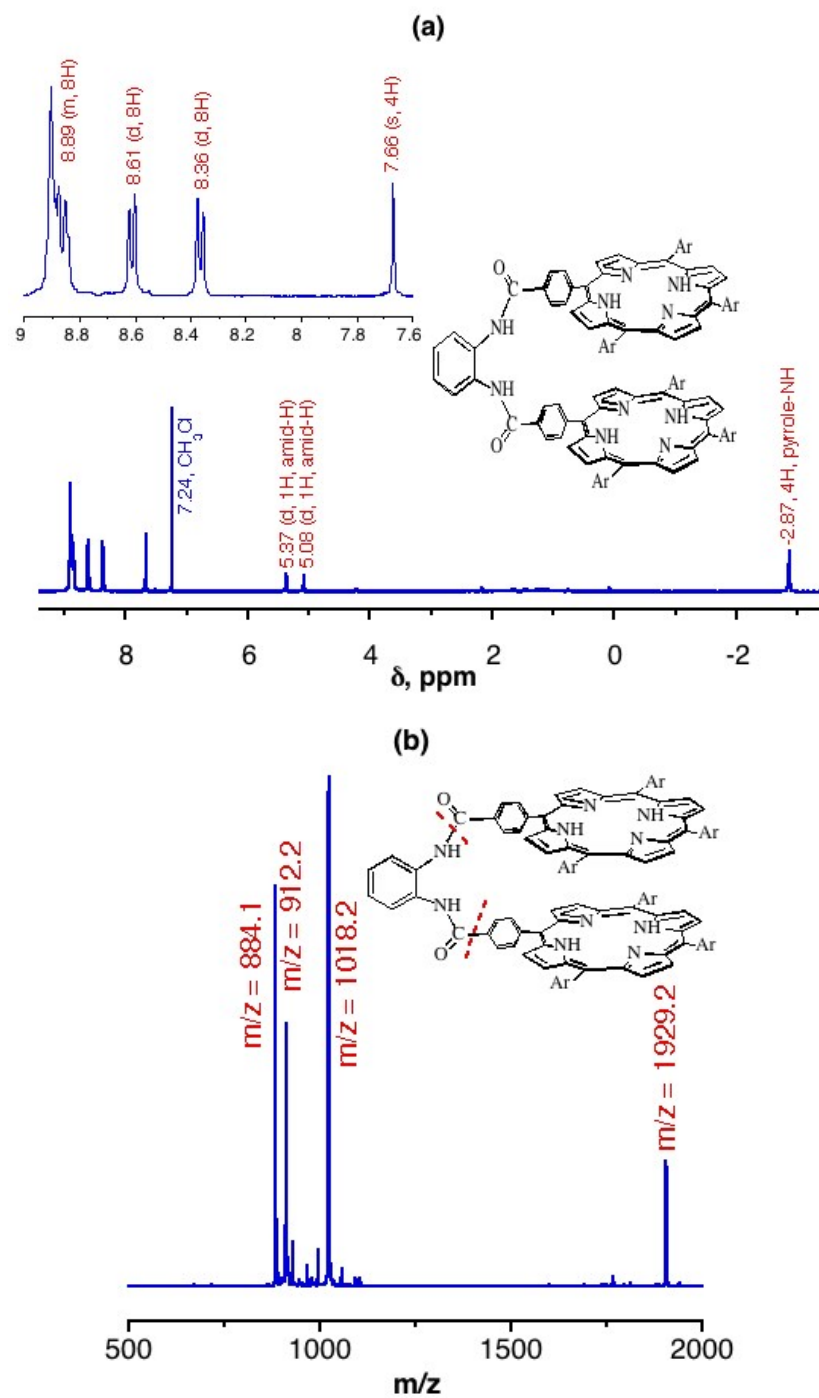 (a)
8.89 (m, 8H)
8.61 (d, 8H)
8.36 (d, 8H)
7.66 (s, 4H)
9 8.8 8.6 8.4 8.2 8 7.8 7.6
Ar
O
C
N
NH
NH
N
Ar
NH
Ar
NH
Ar
C
O
N
NH
NH
N
Ar
Ar
7.24, CH3Cl
5.37 (d, 1H, amid-H)
5.08 (d, 1H, amid-H)
-2.87, 4H, pyrrole-NH
8 6 4 2 0 -2
δ, ppm
(b)
Ar
O
C
N
NH
NH
N
Ar
NH
Ar
NH
Ar
C
O
N
NH
NH
N
Ar
Ar
m/z = 884.1
m/z = 912.2
m/z = 1018.2
m/z = 1929.2
500 1000 1500 2000
m/z